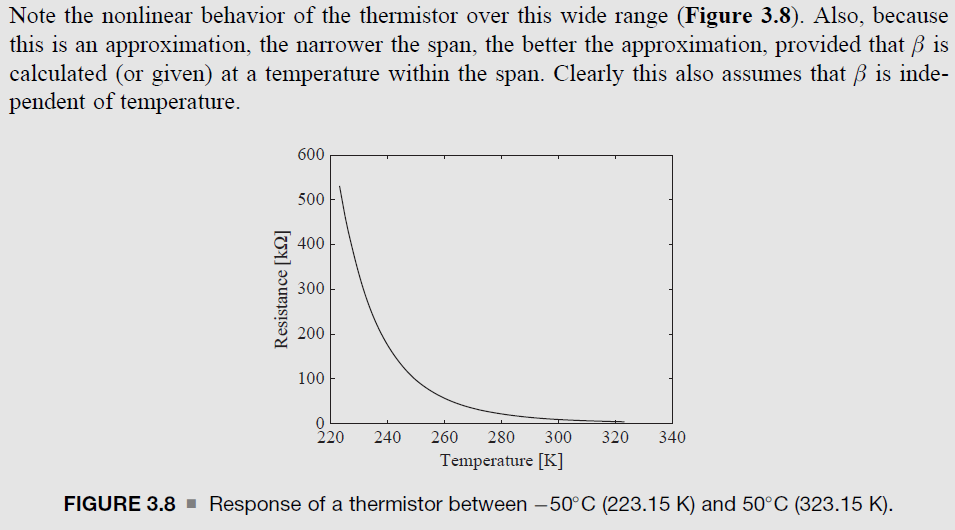 Note the nonlinear behavior of the thermistor over this wide range (Figure 3.8). Also, because
this is an approximation, the narrower the span, the better the approximation, provided that β is
calculated (or given) at a temperature within the span. Clearly this also assumes that β is inde-
pendent of temperature.
600
500
400
300
200
100
0
Resistance [kΩ]
220 240 260 280 300 320 340
Temperature [K]
FIGURE 3.8 ■ Response of a thermistor between −50°C (223.15 K) and 50°C (323.15 K).